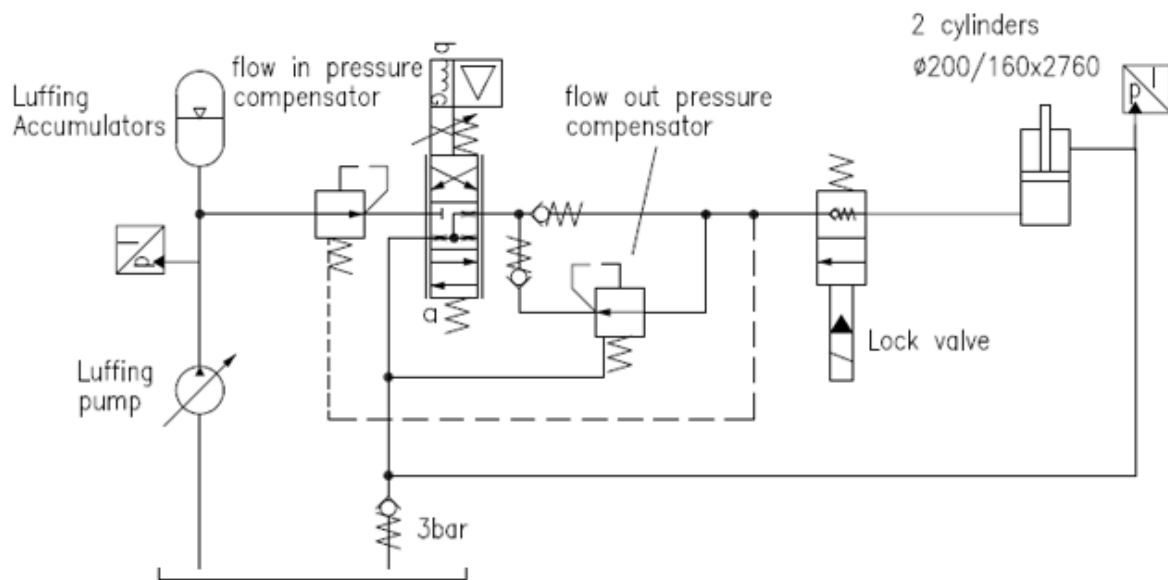 2 cylinders
ø200/160x2760
p
b
G
flow in pressure
compensator
flow out pressure
compensator
Luffing
Accumulators
p
a
Lock valve
Luffing
pump
3bar